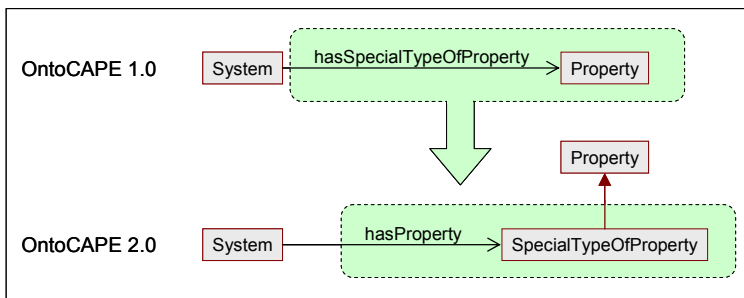 hasSpecialTypeOfProperty
OntoCAPE 1.0 System Property
Property
hasProperty
OntoCAPE 2.0 System SpecialTypeOfProperty